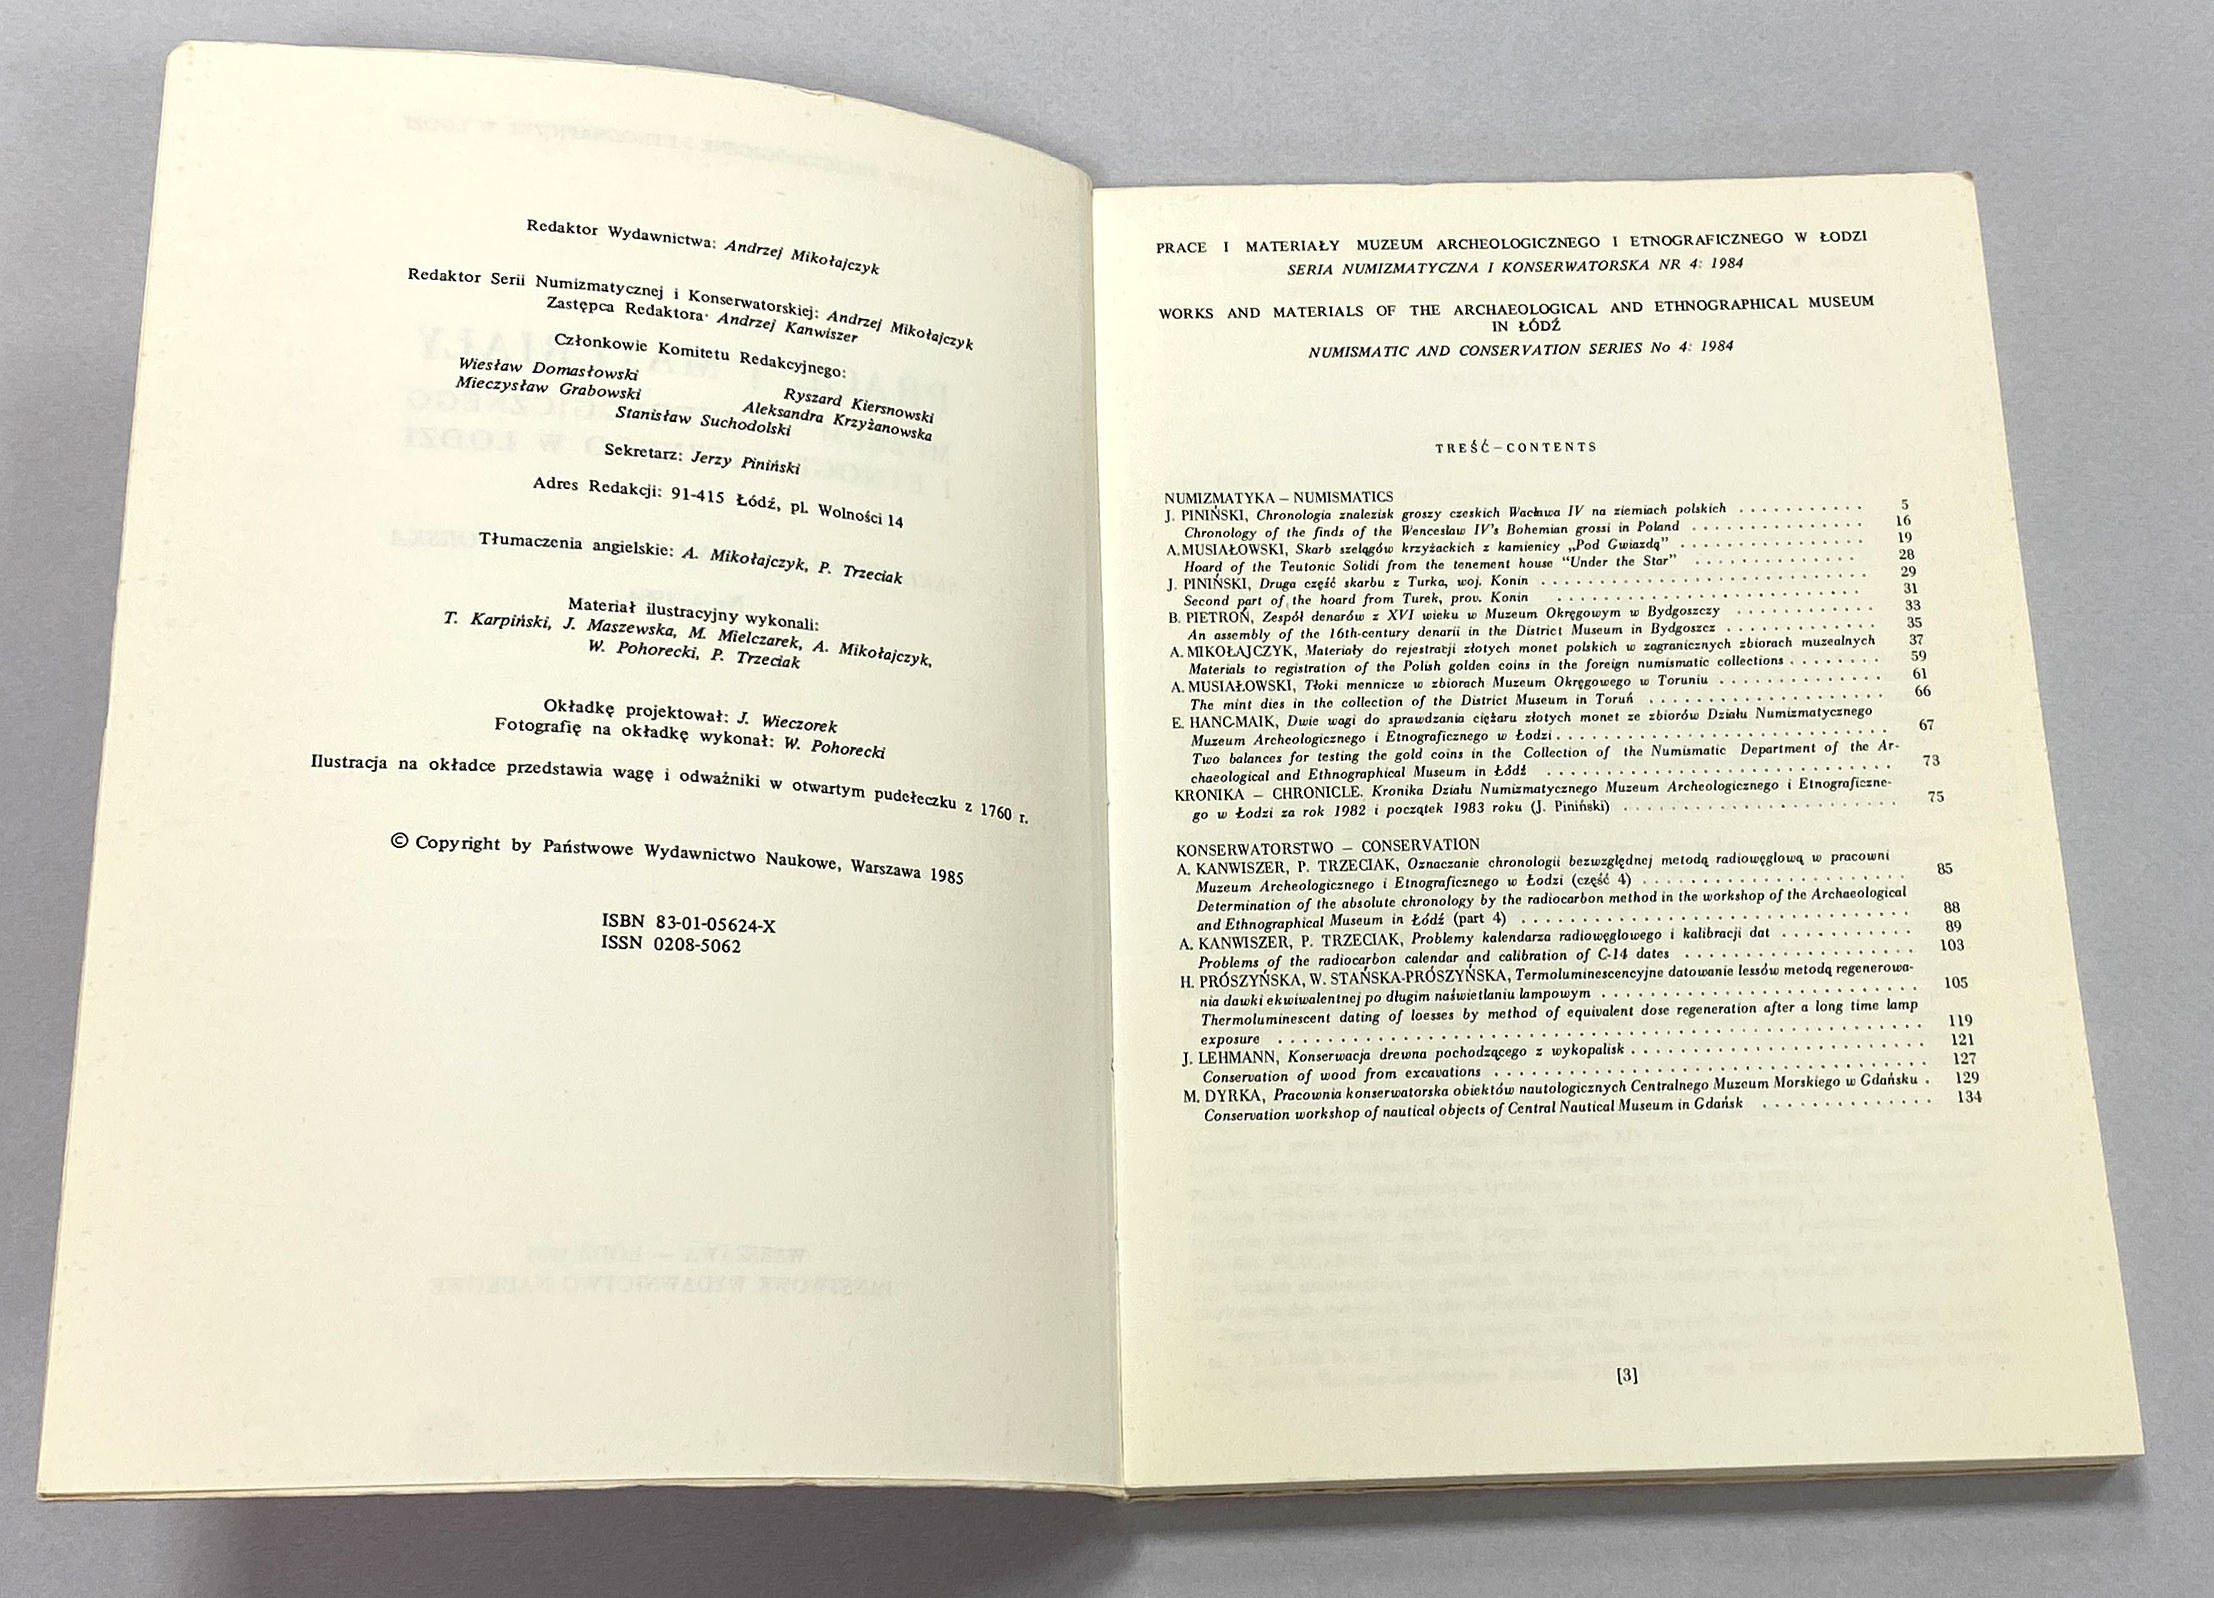 Redaktor Wydawnictwa: Andrzej Mikołajczyk
Redaktor Serii Numizmatycznej i Konserwatorskiej: Andrzej Mikołajczyk
Zastępca Redaktora· Andrzej Kanwiszer
Członkowie Komitetu Redakcyjnego:
Wiesław Domasłowski Ryszard Kiersnowski
Mieczysław Grabowski Aleksandra Krzyżanowska
Stanisław Suchodolski
Sekretarz: Jerzy Piniński
Adres Redakcji: 91-415 Łódź, pl. Wolności 14
Tłumaczenia angielskie: A. Mikołajczyk, P. Trzeciak
Materiał ilustracyjny wykonali:
T. Karpiński, J. Maszewska, M. Mielczarek, A. Mikołajczyk,
W. Pohorecki, P. Trzeciak
Okładkę projektował: J. Wieczorek
Fotografię na okładkę wykonał: W. Pohorecki
Ilustracja na okładce przedstawia wagę i odważniki w otwartym pudełeczku z 1760 r.
© Copyright by Państwowe Wydawnictwo Naukowe, Warszawa 1985
ISBN 83-01-05624-X
ISSN 0208-5062
PRACE I MATERIAŁY MUZEUM ARCHEOLOGICZNEGO I ETNOGRAFICZNEGO W ŁODZI
SERIA NUMIZMATYCZNA I KONSERWATORSKA NR 4: 1984
WORKS AND MATERIALS OF THE ARCHAEOLOGICAL AND ETHNOGRAPHICAL MUSEUM
IN ŁÓDŹ
NUMISMATIC AND CONSERVATION SERIES No 4: 1984
TREŚĆ – CONTENTS
NUMIZMATYKA – NUMISMATICS
J. PINIŃSKI, Chronologia znalezisk groszy czeskich Wacława IV na ziemiach polskich . . . . . . . . . . . 5
Chronology of the finds of the Wenceslaw IV's Bohemian grossi in Poland . . . . . . . . . . . . . . . 16
A. MUSIAŁOWSKI, Skarb szelągów krzyżackich z kamienicy „Pod Gwiazdą” . . . . . . . . . . . . . . . 19
Hoard of the Teutonic Solidi from the tenement house “Under the Star” . . . . . . . . . . . . . . 28
J. PINIŃSKI, Druga część skarbu z Turka, woj. Konin . . . . . . . . . . . . . . . . . . . . . . . . . . . 29
Second part of the hoard from Turek, prov. Konin . . . . . . . . . . . . . . . . . . . . . . . . . . 31
B. PIETROŃ, Zespół denarów z XVI wieku w Muzeum Okręgowym w Bydgoszczy . . . . . . . . . . . 33
An assembly of the 16th-century denarii in the District Museum in Bydgoszcz . . . . . . . . . . . . 35
A. MIKOŁAJCZYK, Materiały do rejestracji złotych monet polskich w zagranicznych zbiorach muzealnych 37
Materials to registration of the Polish golden coins in the foreign numismatic collections . . . . . . . 59
A. MUSIAŁOWSKI, Tłoki mennicze w zbiorach Muzeum Okręgowego w Toruniu . . . . . . . . . . . . . 61
The mint dies in the collection of the District Museum in Toruń . . . . . . . . . . . . . . . . . . 66
E. HANC-MAIK, Dwie wagi do sprawdzania ciężaru złotych monet ze zbiorów Działu Numizmatycznego
Muzeum Archeologicznego i Etnograficznego w Łodzi . . . . . . . . . . . . . . . . . . . . . . . . . 67
Two balances for testing the gold coins in the Collection of the Numismatic Department of the Ar-
chaeological and Ethnographical Museum in Łódź . . . . . . . . . . . . . . . . . . . . . . . . . . 73
KRONIKA – CHRONICLE. Kronika Działu Numizmatycznego Muzeum Archeologicznego i Etnograficzne-
go w Łodzi za rok 1982 i początek 1983 roku (J. Piniński) . . . . . . . . . . . . . . . . . . . . . . 75
KONSERWATORSTWO – CONSERVATION
A. KANWISZER, P. TRZECIAK, Oznaczanie chronologii bezwzględnej metodą radiowęglową w pracowni
Muzeum Archeologicznego i Etnograficznego w Łodzi (część 4) . . . . . . . . . . . . . . . . . . . . 85
Determination of the absolute chronology by the radiocarbon method in the workshop of the Archaeological
and Ethnographical Museum in Łódź (part 4) . . . . . . . . . . . . . . . . . . . . . . . . . . . . . 88
A. KANWISZER, P. TRZECIAK, Problemy kalendarza radiowęglowego i kalibracji dat . . . . . . . . . . 89
Problems of the radiocarbon calendar and calibration of C-14 dates . . . . . . . . . . . . . . . . . 103
H. PRÓSZYŃSKA, W. STAŃSKA-PRÓSZYŃSKA, Termoluminescencyjne datowanie lessów metodą regenerowa-
nia dawki ekwiwalentnej po długim naświetlaniu lampowym . . . . . . . . . . . . . . . . . . . . . . 105
Thermoluminescent dating of loesses by method of equivalent dose regeneration after a long time lamp
exposure . . . . . . . . . . . . . . . . . . . . . . . . . . . . . . . . . . . . . . . . . . . . . . . . 119
J. LEHMANN, Konserwacja drewna pochodzącego z wykopalisk . . . . . . . . . . . . . . . . . . . . . . 121
Conservation of wood from excavations . . . . . . . . . . . . . . . . . . . . . . . . . . . . . . . . 127
M. DYRKA, Pracownia konserwatorska obiektów nautologicznych Centralnego Muzeum Morskiego w Gdańsku . 129
Conservation workshop of nautical objects of Central Nautical Museum in Gdańsk . . . . . . . . . . . 134
[3]